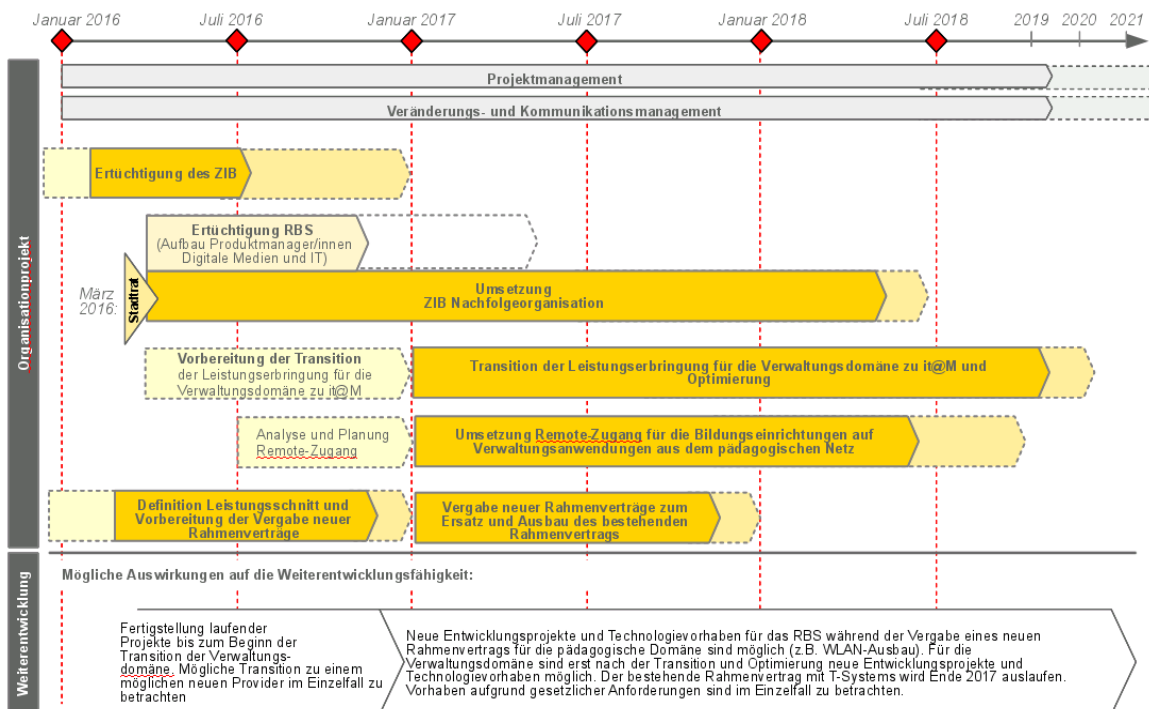 Januar 2016
Juli 2016
Januar 2017
Juli 2017
Januar 2018
Juli 2018
2019
2020
2021
Organisationprojekt
Projektmanagement
Veränderungs- und Kommunikationsmanagement
Ertüchtigung des ZIB
Ertüchtigung RBS
(Aufbau Produktmanager/innen
Digitale Medien und IT)
März
2016:
Stadtrat
Umsetzung
ZIB Nachfolgeorganisation
Vorbereitung der Transition
der Leistungserbringung für die
Verwaltungsdomäne zu it@M
Transition der Leistungserbringung für die Verwaltungsdomäne zu it@M und
Optimierung
Analyse und Planung
Remote-Zugang
Umsetzung Remote-Zugang für die Bildungseinrichtungen auf
Verwaltungsanwendungen aus dem pädagogischen Netz
Definition Leistungsschnitt und
Vorbereitung der Vergabe neuer
Rahmenverträge
Vergabe neuer Rahmenverträge zum
Ersatz und Ausbau des bestehenden
Rahmenvertrags
Weiterentwicklung
Mögliche Auswirkungen auf die Weiterentwicklungsfähigkeit:
Fertigstellung laufender
Projekte bis zum Beginn der
Transition der Verwaltungs-
domäne. Mögliche Transition zu einem
möglichen neuen Provider im Einzelfall zu
betrachten
Neue Entwicklungsprojekte und Technologievorhaben für das RBS während der Vergabe eines neuen
Rahmenvertrags für die pädagogische Domäne sind möglich (z.B. WLAN-Ausbau). Für die
Verwaltungsdomäne sind erst nach der Transition und Optimierung neue Entwicklungsprojekte und
Technologievorhaben möglich. Der bestehende Rahmenvertrag mit T-Systems wird Ende 2017 auslaufen.
Vorhaben aufgrund gesetzlicher Anforderungen sind im Einzelfall zu betrachten.